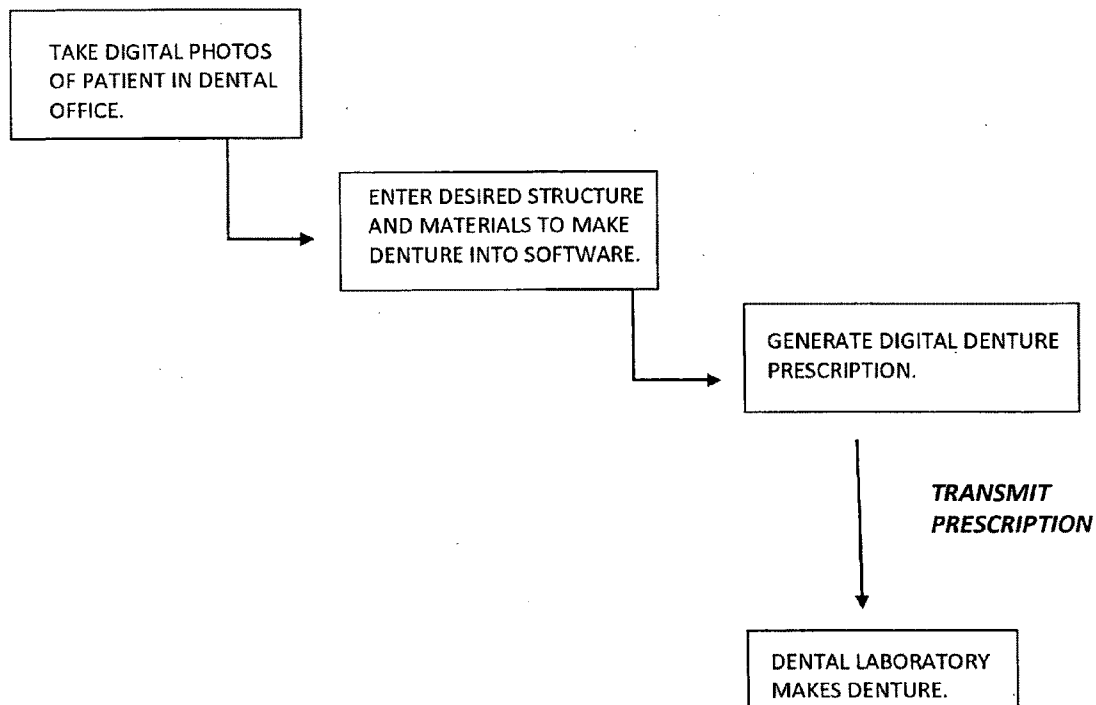 TAKE DIGITAL PHOTOS
OF PATIENT IN DENTAL
OFFICE.
ENTER DESIRED STRUCTURE
AND MATERIALS TO MAKE
DENTURE INTO SOFTWARE.
GENERATE DIGITAL DENTURE
PRESCRIPTION.
TRANSMIT
PRESCRIPTION
DENTAL LABORATORY
MAKES DENTURE.